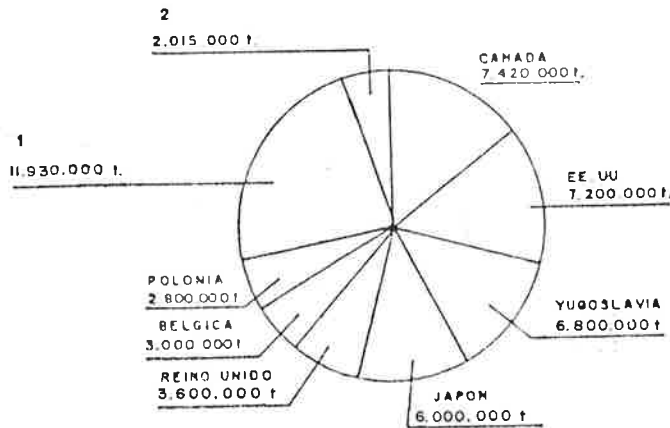 2
2.015.000 t.
CAMADA
7.420.000 t.
1
11.930.000 t.
EE.UU
7.200.000 t.
POLONIA
2.800.000 t
YUGOSLAVIA
6.800.000 t
BELGICA
3.000.000 t
REINO UNIDO
3.600.000 t
JAPON
6.000.000 t